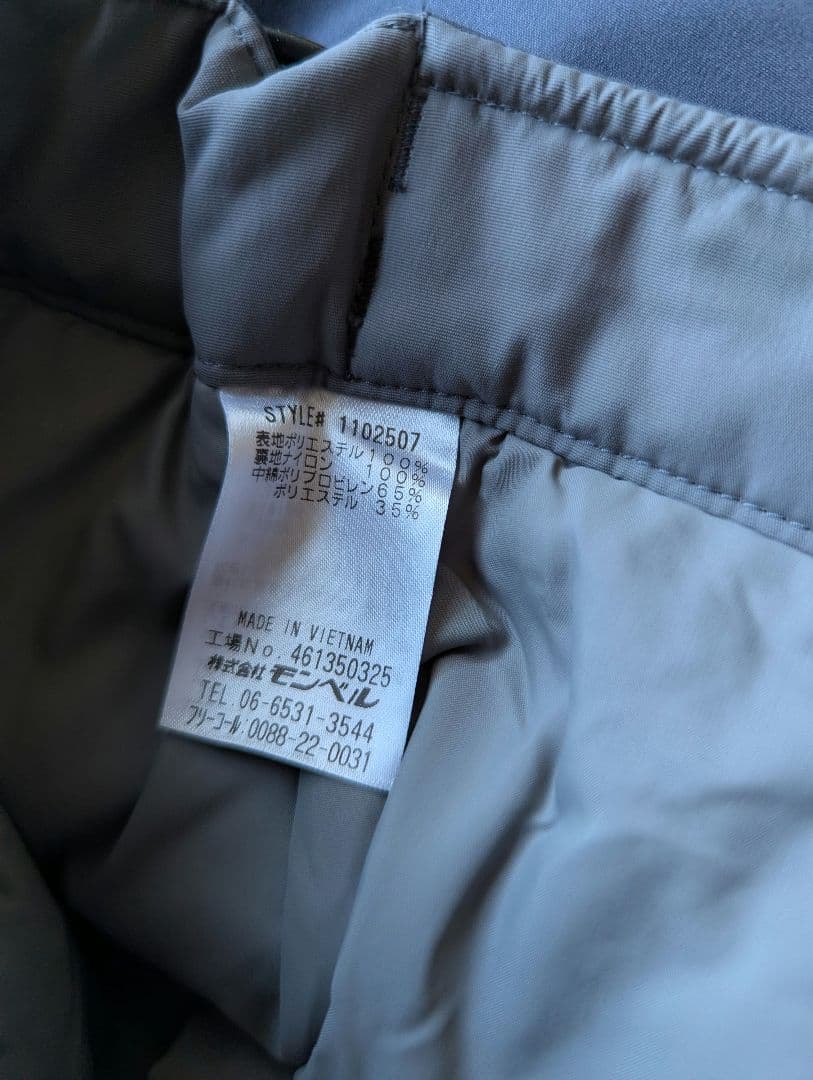 STYLE# 1102507
表地ポリエステル100%
裏地ナイロン 100%
中綿ポリプロピレン65%
ポリエステル 35%
MADE IN VIETNAM
工場No. 461350325
株式会社 モンベル
TEL.06-6531-3544
フリーコール:0088-22-0031